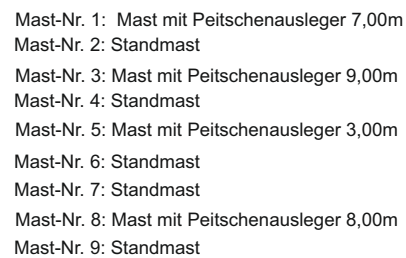 Mast-Nr. 1: Mast mit Peitschenausleger 7,00m
Mast-Nr. 2: Standmast
Mast-Nr. 3: Mast mit Peitschenausleger 9,00m
Mast-Nr. 4: Standmast
Mast-Nr. 5: Mast mit Peitschenausleger 3,00m
Mast-Nr. 6: Standmast
Mast-Nr. 7: Standmast
Mast-Nr. 8: Mast mit Peitschenausleger 8,00m
Mast-Nr. 9: Standmast